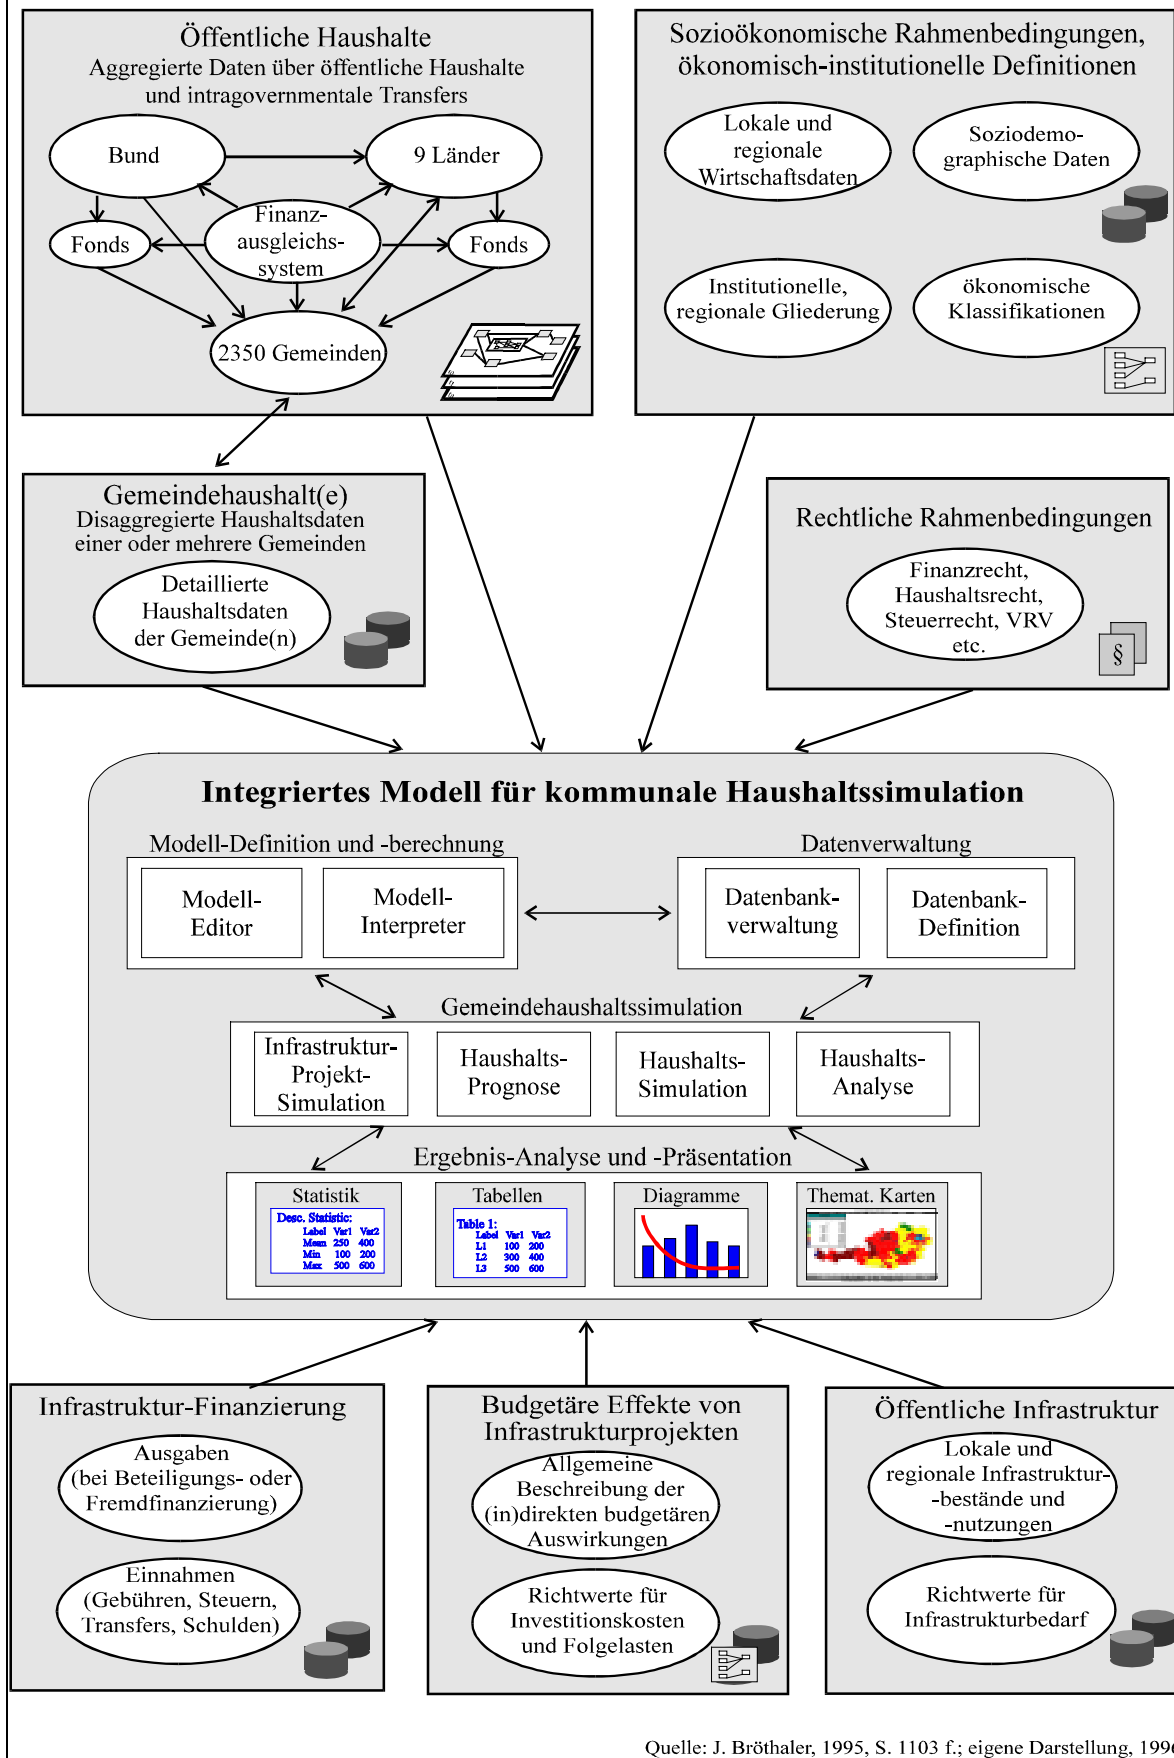 Öffentliche Haushalte
Aggregierte Daten über öffentliche Haushalte
und intragovernmentale Transfers
Bund
9 Länder
Fonds
Finanz-
ausgleichs-
system
Fonds
2350 Gemeinden
Sozioökonomische Rahmenbedingungen,
ökonomisch-institutionelle Definitionen
Lokale und
regionale
Wirtschaftsdaten
Soziodemo-
graphische Daten
Institutionelle,
regionale Gliederung
ökonomische
Klassifikationen
Gemeindehaushalt(e)
Disaggregierte Haushaltsdaten
einer oder mehrere Gemeinden
Detaillierte
Haushaltsdaten
der Gemeinde(n)
Rechtliche Rahmenbedingungen
Finanzrecht,
Haushaltsrecht,
Steuerrecht, VRV
etc.
§
Integriertes Modell für kommunale Haushaltssimulation
Modell-Definition und -berechnung
Modell-
Editor
Modell-
Interpreter
Datenverwaltung
Datenbank-
verwaltung
Datenbank-
Definition
Gemeindehaushaltssimulation
Infrastruktur-
Projekt-
Simulation
Haushalts-
Prognose
Haushalts-
Simulation
Haushalts-
Analyse
Ergebnis-Analyse und -Präsentation
Statistik
Desc. Statistic:
Label Var1 Var2
Mean 250 400
Min 100 200
Max 500 600
Tabellen
Table 1:
Label Var1 Var2
L1 100 200
L2 300 400
L3 500 600
Diagramme
Themat. Karten
Infrastruktur-Finanzierung
Ausgaben
(bei Beteiligungs- oder
Fremdfinanzierung)
Einnahmen
(Gebühren, Steuern,
Transfers, Schulden)
Budgetäre Effekte von
Infrastrukturprojekten
Allgemeine
Beschreibung der
(in)direkten budgetären
Auswirkungen
Richtwerte für
Investitionskosten
und Folgelasten
Öffentliche Infrastruktur
Lokale und
regionale Infrastruktur-
-bestände und
-nutzungen
Richtwerte für
Infrastrukturbedarf
Quelle: J. Bröthaler, 1995, S. 1103 f.; eigene Darstellung, 1996